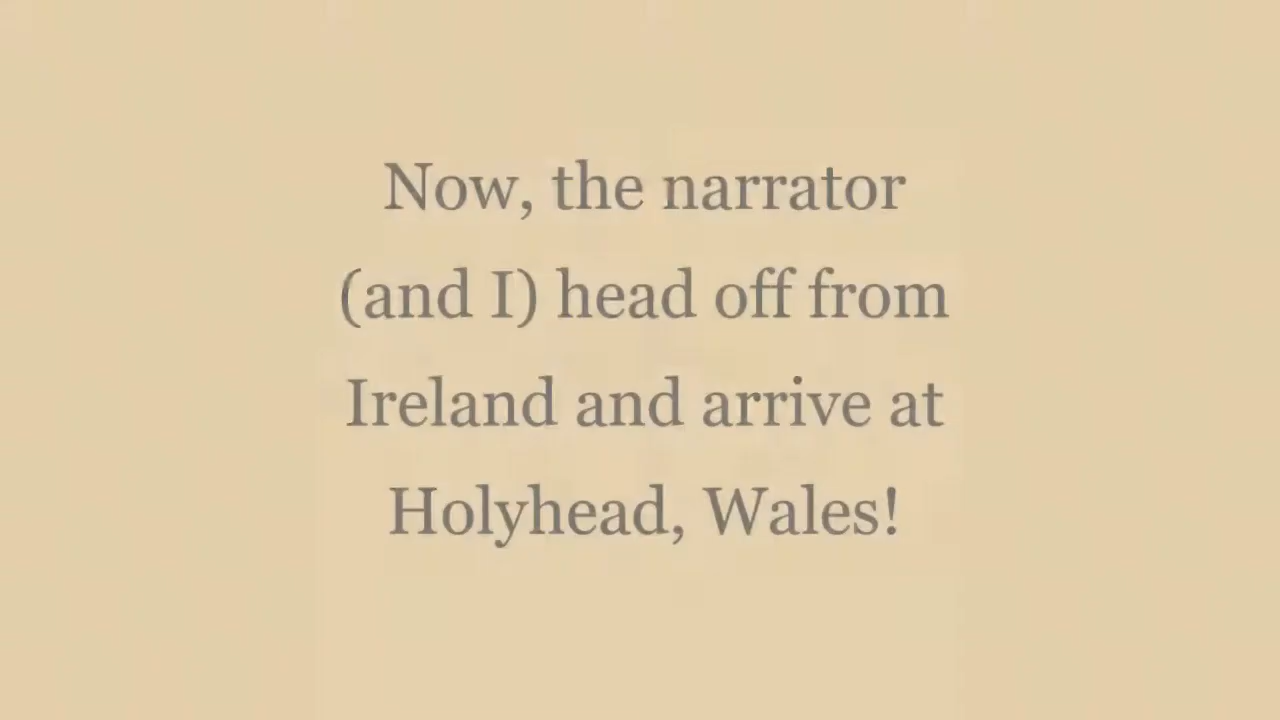 Now, the narrator
(and I) head off from
Ireland and arrive at
Holyhead, Wales!